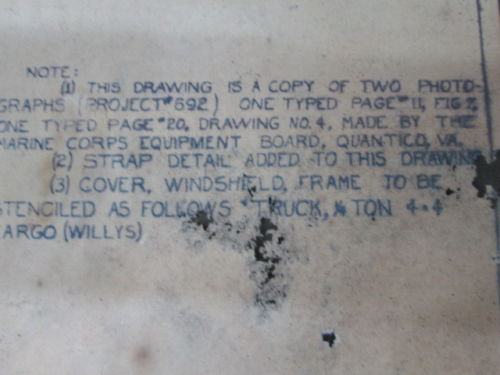 NOTE:
(1) THIS DRAWING IS A COPY OF TWO PHOTO-
GRAPHS (PROJECT #692) ONE TYPED PAGE #11, FIG 7,
ONE TYPED PAGE #20, DRAWING NO. 4, MADE BY THE
MARINE CORPS EQUIPMENT BOARD, QUANTICO, VA.
(2) STRAP DETAIL ADDED TO THIS DRAWING
(3) COVER, WINDSHIELD, FRAME TO BE
STENCILED AS FOLLOWS "TRUCK, ¼ TON 4×4
CARGO (WILLYS)